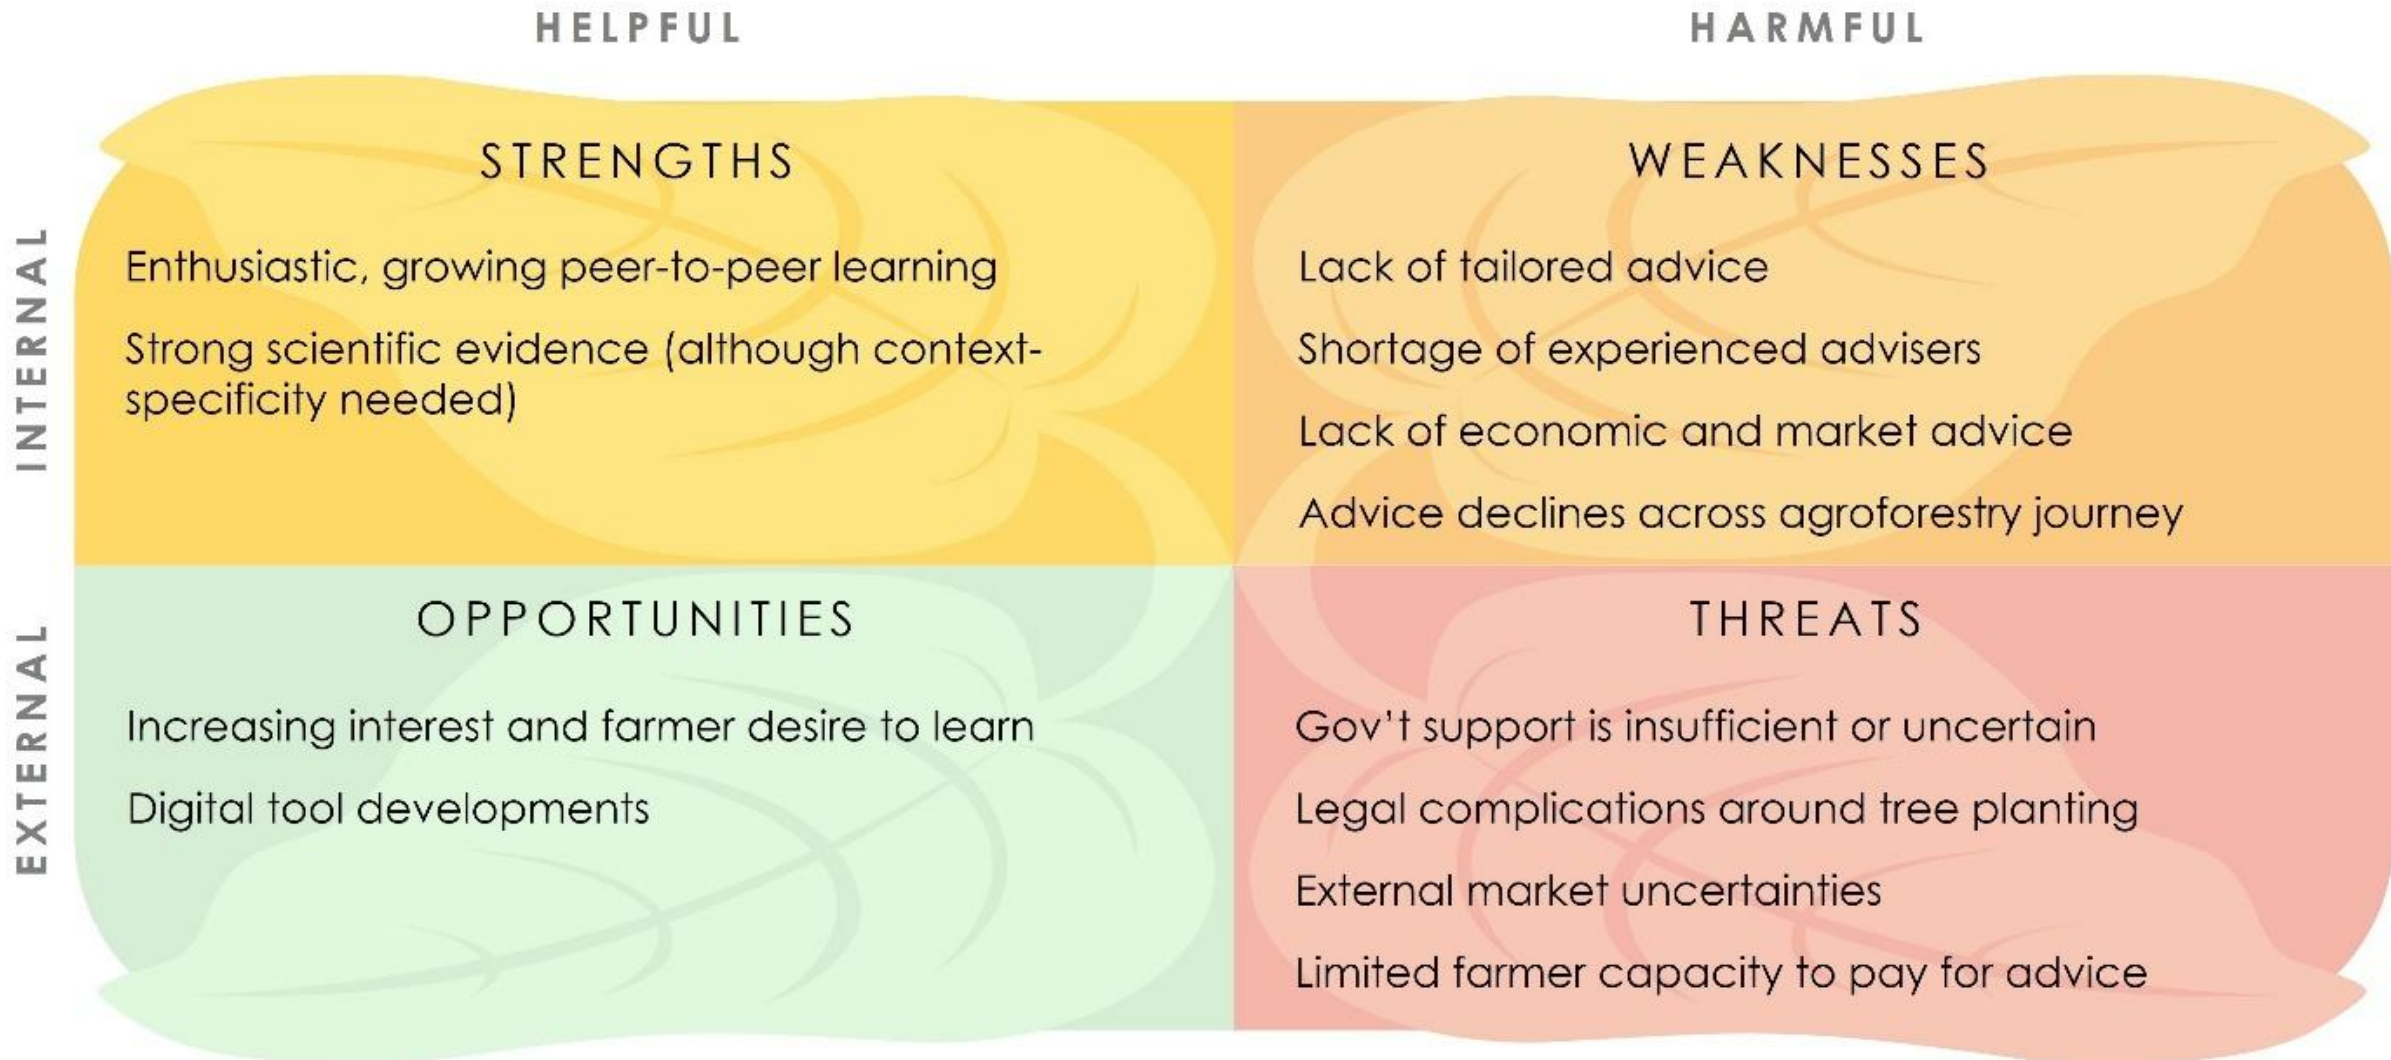 HELPFUL
HARMFUL
INTERNAL
STRENGTHS
Enthusiastic, growing peer-to-peer learning
Strong scientific evidence (although context-
specificity needed)
WEAKNESSES
Lack of tailored advice
Shortage of experienced advisers
Lack of economic and market advice
Advice declines across agroforestry journey
EXTERNAL
OPPORTUNITIES
Increasing interest and farmer desire to learn
Digital tool developments
THREATS
Gov’t support is insufficient or uncertain
Legal complications around tree planting
External market uncertainties
Limited farmer capacity to pay for advice